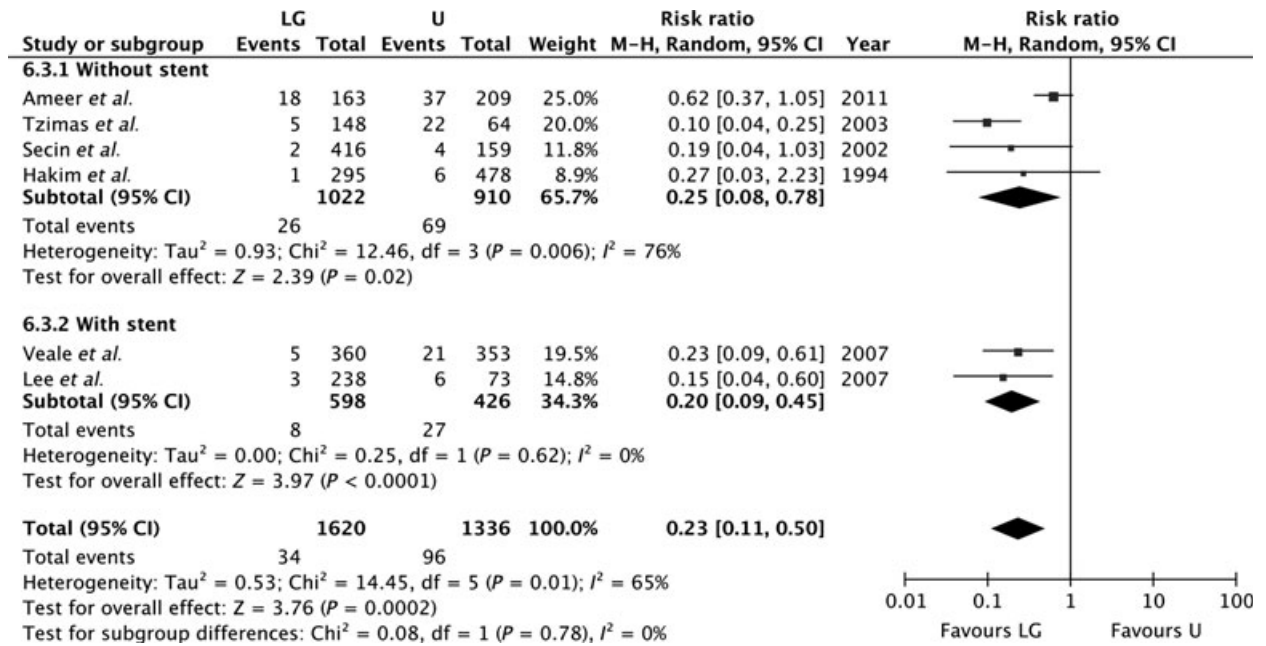 LG U Risk ratio Risk ratio
Study or subgroup Events Total Events Total Weight M–H, Random, 95% CI Year M–H, Random, 95% CI
6.3.1 Without stent
Ameer et al. 18 163 37 209 25.0% 0.62 [0.37, 1.05] 2011
Tzimas et al. 5 148 22 64 20.0% 0.10 [0.04, 0.25] 2003
Secin et al. 2 416 4 159 11.8% 0.19 [0.04, 1.03] 2002
Hakim et al. 1 295 6 478 8.9% 0.27 [0.03, 2.23] 1994
Subtotal (95% CI) 1022 910 65.7% 0.25 [0.08, 0.78]
Total events 26 69
Heterogeneity: Tau² = 0.93; Chi² = 12.46, df = 3 (P = 0.006); I² = 76%
Test for overall effect: Z = 2.39 (P = 0.02)
6.3.2 With stent
Veale et al. 5 360 21 353 19.5% 0.23 [0.09, 0.61] 2007
Lee et al. 3 238 6 73 14.8% 0.15 [0.04, 0.60] 2007
Subtotal (95% CI) 598 426 34.3% 0.20 [0.09, 0.45]
Total events 8 27
Heterogeneity: Tau² = 0.00; Chi² = 0.25, df = 1 (P = 0.62); I² = 0%
Test for overall effect: Z = 3.97 (P < 0.0001)
Total (95% CI) 1620 1336 100.0% 0.23 [0.11, 0.50]
Total events 34 96
Heterogeneity: Tau² = 0.53; Chi² = 14.45, df = 5 (P = 0.01); I² = 65%
Test for overall effect: Z = 3.76 (P = 0.0002)
Test for subgroup differences: Chi² = 0.08, df = 1 (P = 0.78), I² = 0%
0.01 0.1 1 10 100
Favours LG Favours U